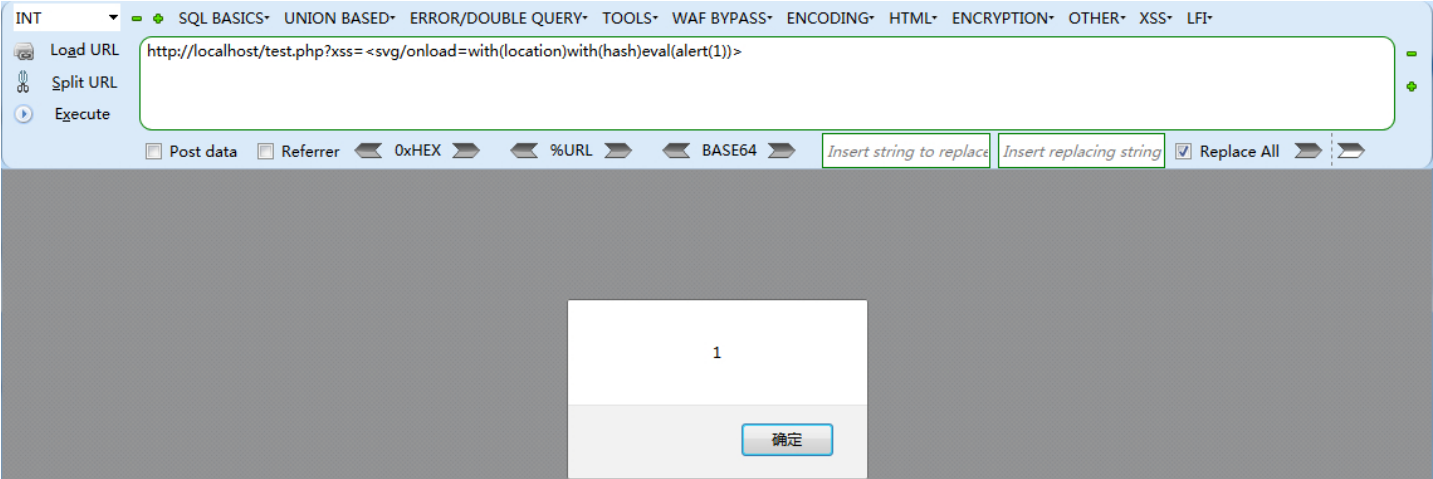 INT SQL BASICS UNION BASED ERROR/DOUBLE QUERY TOOLS WAF BYPASS ENCODING HTML ENCRYPTION OTHER XSS LFI
Load URL
http://localhost/test.php?xss=<svg/onload=with(location)with(hash)eval(alert(1))>
Split URL
Execute
Post data Referrer 0xHEX %URL BASE64 Insert string to replace Insert replacing string Replace All
1
确定